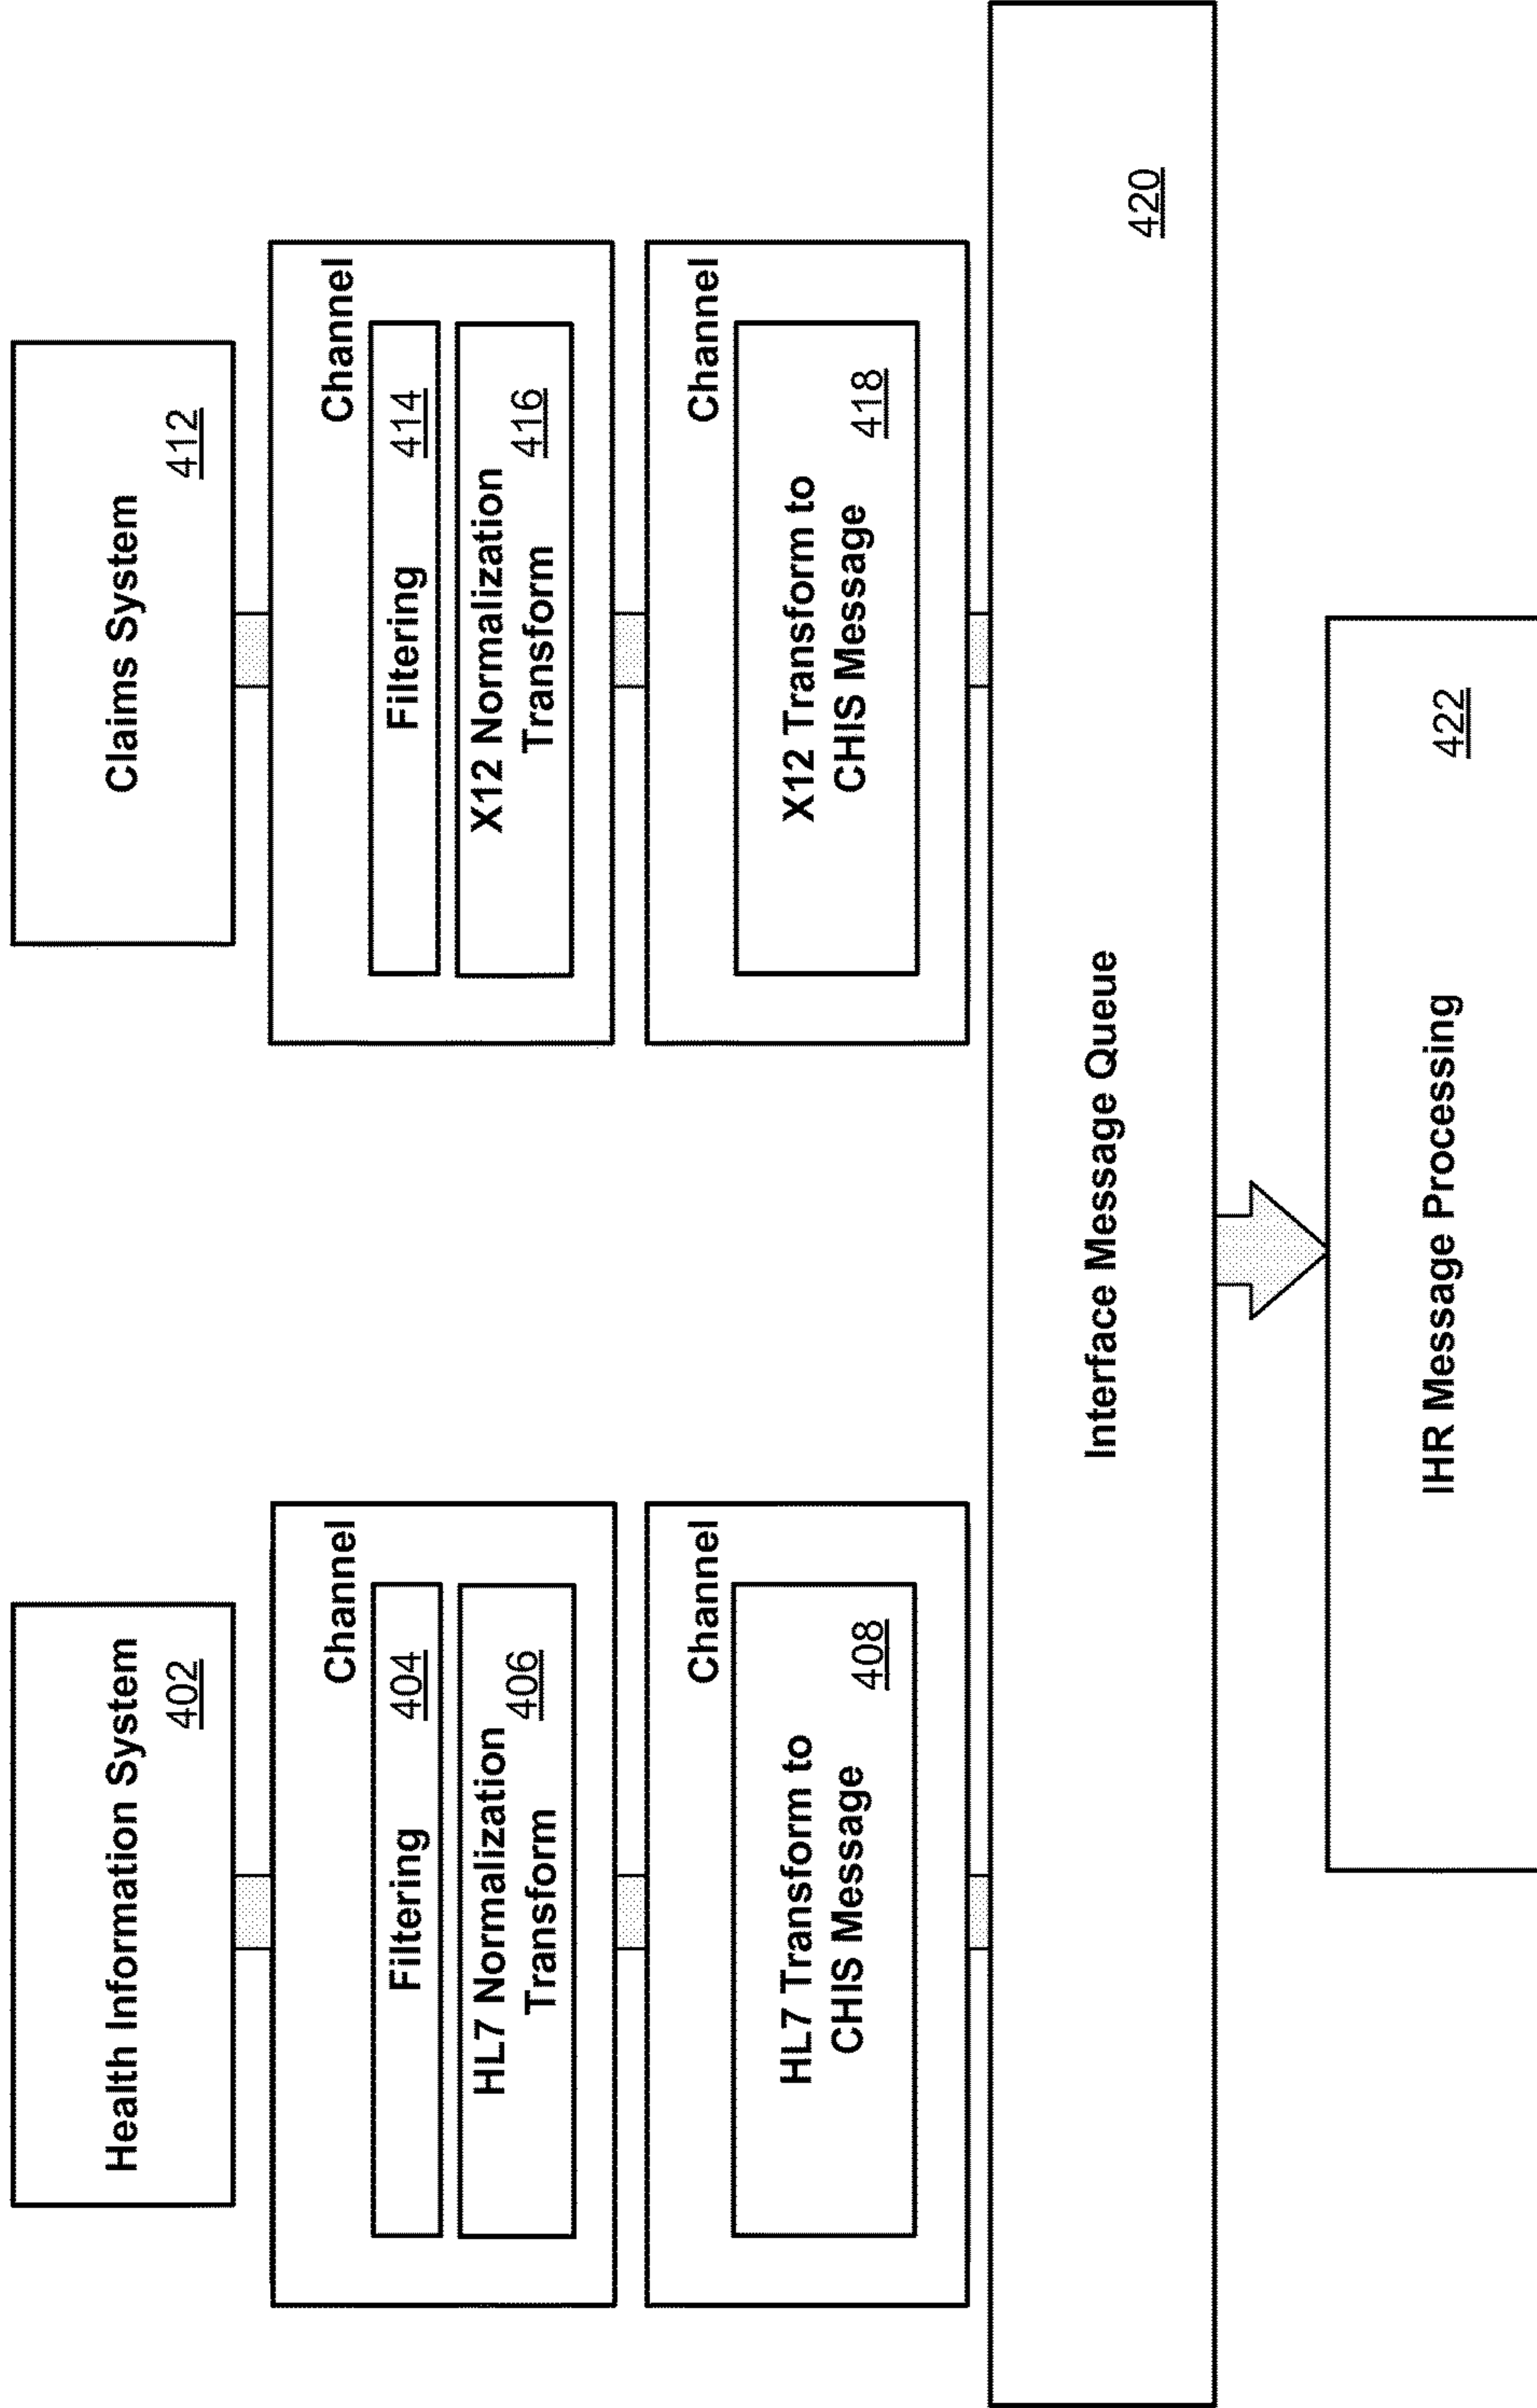 Health Information System
402
Channel
Filtering 404
HL7 Normalization
Transform 406
Channel
HL7 Transform to
CHIS Message
408
Claims System
412
Channel
Filtering 414
X12 Normalization
Transform 416
Channel
X12 Transform to
CHIS Message
418
Interface Message Queue
420
IHR Message Processing
422